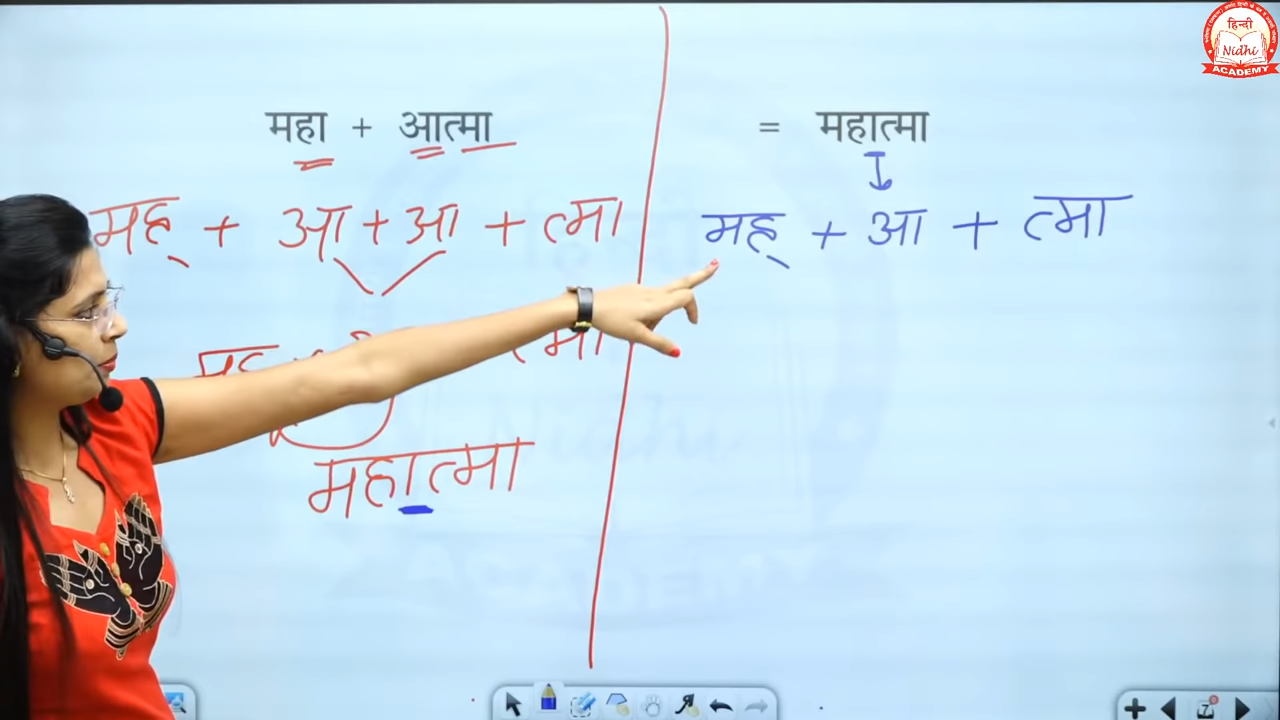 हिन्दी
Nidhi
ACADEMY
महा + आत्मा = महात्मा
मह् + आ + आ + त्मा
मह् + आ + त्मा
त्मा
महात्मा